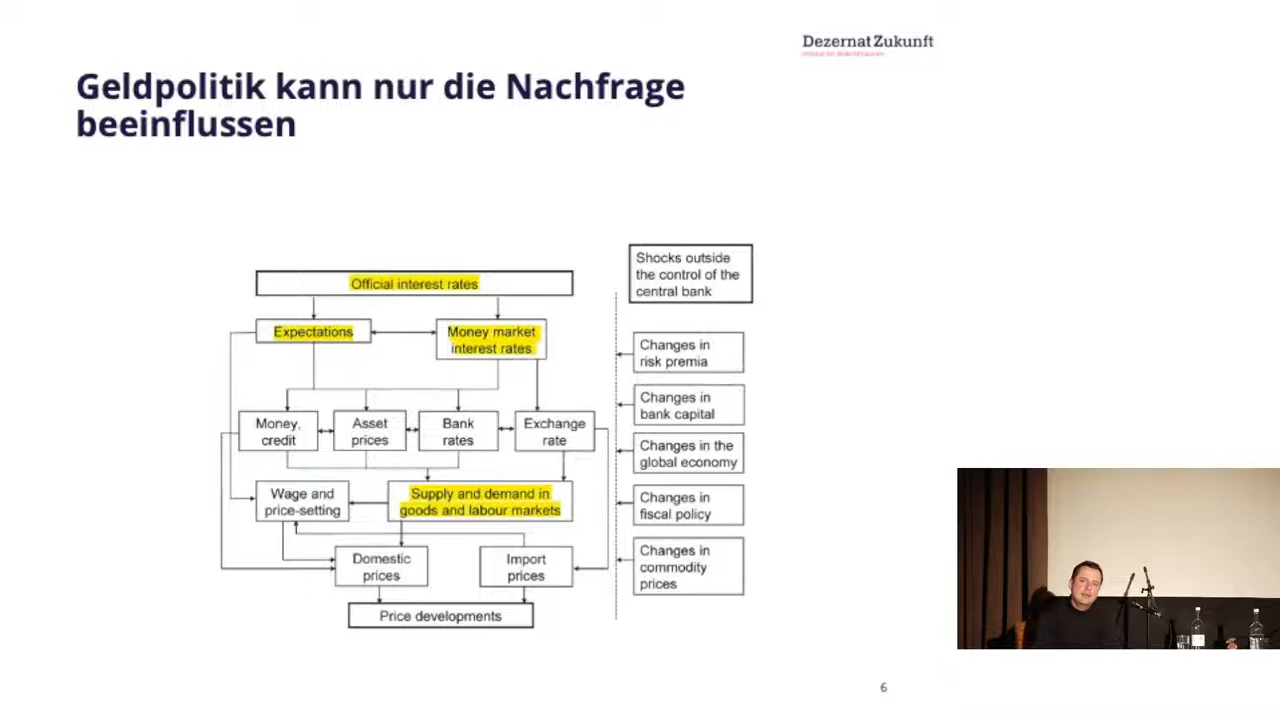 Dezernat Zukunft
Geldpolitik kann nur die Nachfrage
beeinflussen
Official interest rates
Expectations
Money market
interest rates
Money,
credit
Asset
prices
Bank
rates
Exchange
rate
Wage and
price-setting
Supply and demand in
goods and labour markets
Domestic
prices
Import
prices
Price developments
Shocks outside
the control of the
central bank
Changes in
risk premia
Changes in
bank capital
Changes in the
global economy
Changes in
fiscal policy
Changes in
commodity
prices
6